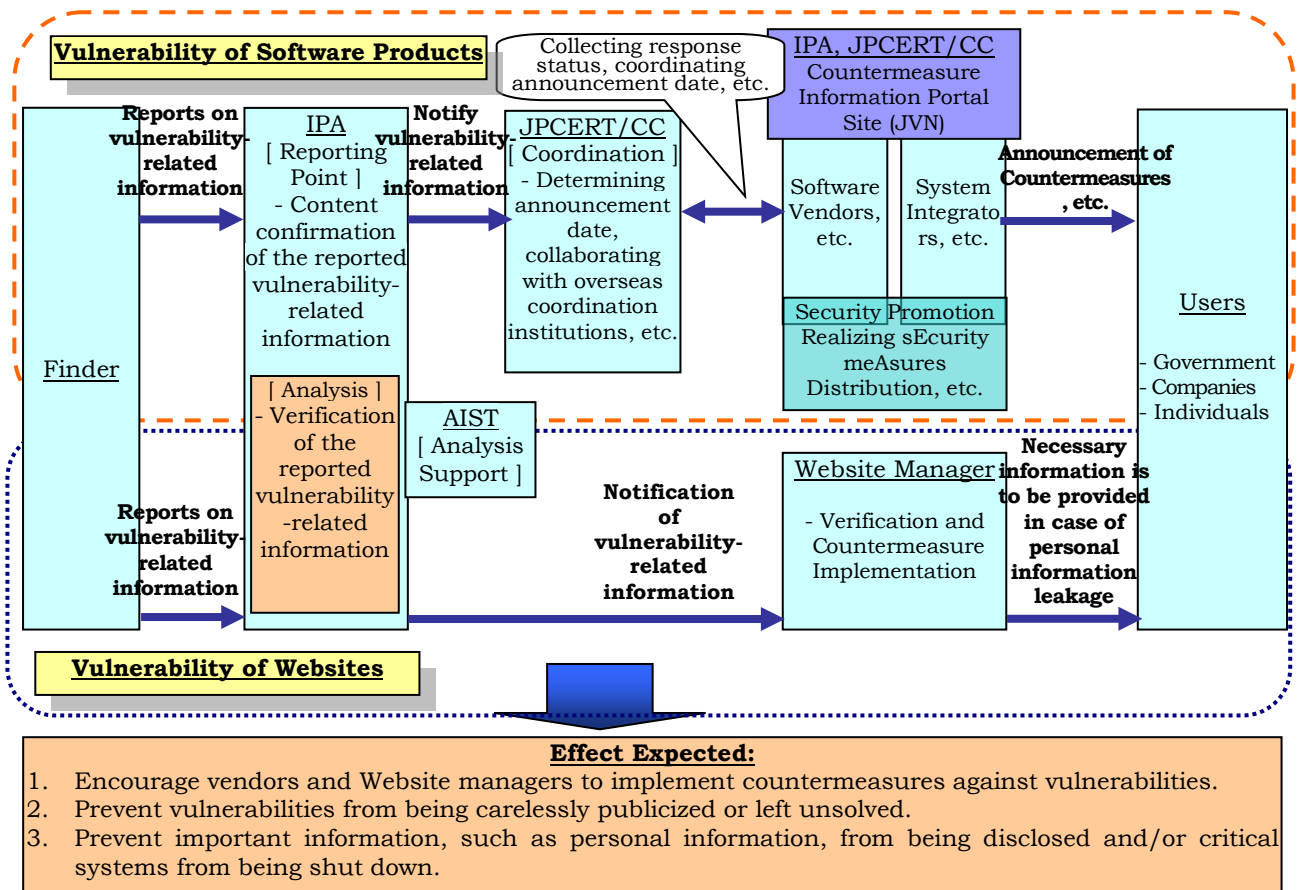 Vulnerability of Software Products
Collecting response
status, coordinating
announcement date, etc.
IPA, JPCERT/CC
Countermeasure
Information Portal
Site (JVN)
Finder
Reports on
vulnerability-
related
information
IPA
[ Reporting
Point ]
- Content
confirmation
of the reported
vulnerability-
related
information
Notify
vulnerability-
related
information
JPCERT/CC
[ Coordination ]
- Determining
announcement
date,
collaborating
with overseas
coordination
institutions, etc.
Software
Vendors,
etc.
System
Integrato
rs, etc.
Security Promotion
Realizing sEcurity
meAsures
Distribution, etc.
Announcement of
Countermeasures
, etc.
Users
- Government
- Companies
- Individuals
[ Analysis ]
- Verification
of the
reported
vulnerability
-related
information
AIST
[ Analysis
Support ]
Reports on
vulnerability-
related
information
Notification
of
vulnerability-
related
information
Website Manager
- Verification and
Countermeasure
Implementation
Necessary
information is
to be provided
in case of
personal
information
leakage
Vulnerability of Websites
Effect Expected:
1. Encourage vendors and Website managers to implement countermeasures against vulnerabilities.
2. Prevent vulnerabilities from being carelessly publicized or left unsolved.
3. Prevent important information, such as personal information, from being disclosed and/or critical
systems from being shut down.